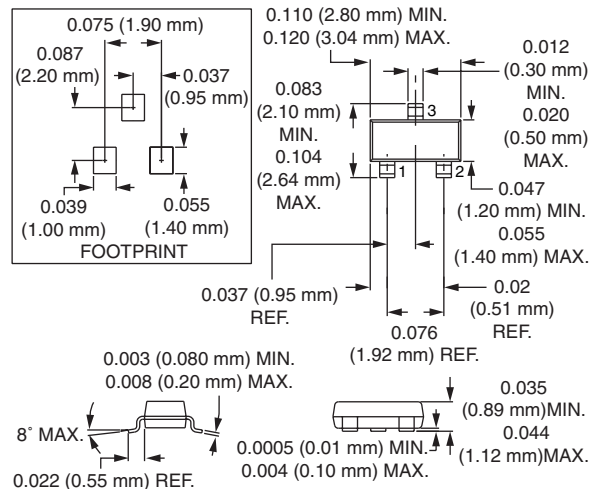 0.075 (1.90 mm)
0.087
(2.20 mm)
0.037
(0.95 mm)
0.039
(1.00 mm)
0.055
(1.40 mm)
FOOTPRINT
0.110 (2.80 mm) MIN.
0.120 (3.04 mm) MAX.
0.012
(0.30 mm)
MIN.
0.020
(0.50 mm)
MAX.
0.083
(2.10 mm)
MIN.
0.104
(2.64 mm)
MAX.
3
1
2
0.047
(1.20 mm) MIN.
0.055
(1.40 mm) MAX.
0.037 (0.95 mm)
REF.
0.02
(0.51 mm)
REF.
0.076
(1.92 mm) REF.
0.003 (0.080 mm) MIN.
0.008 (0.20 mm) MAX.
8° MAX.
0.022 (0.55 mm) REF.
0.035
(0.89 mm)MIN.
0.044
(1.12 mm)MAX.
0.0005 (0.01 mm) MIN.
0.004 (0.10 mm) MAX.